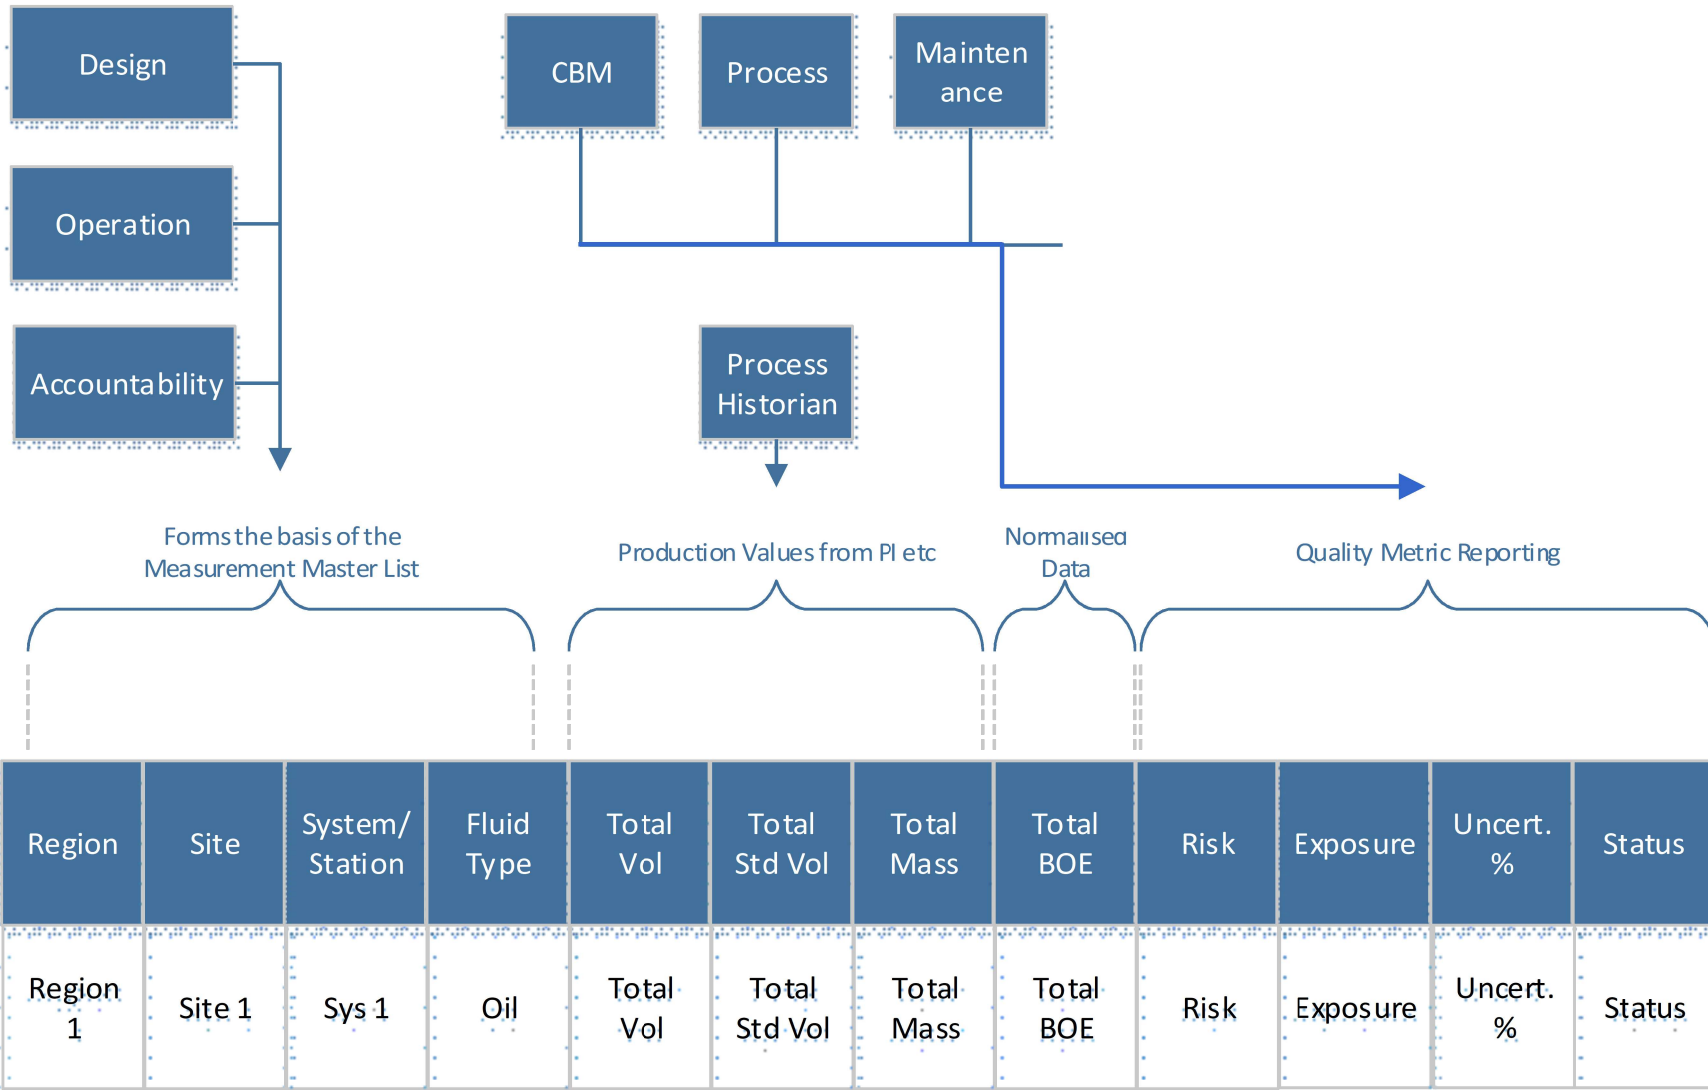 Design
CBM
Process
Mainten
ance
Operation
Accountability
Process
Historian
Forms the basis of the
Measurement Master List
Production Values from PI etc
Normalised
Data
Quality Metric Reporting
Region
Site
System/
Station
Fluid
Type
Total
Vol
Total
Std Vol
Total
Mass
Total
BOE
Risk
Exposure
Uncert.
%
Status
Region
1
Site 1
Sys 1
Oil
Total
Vol
Total
Std Vol
Total
Mass
Total
BOE
Risk
Exposure
Uncert.
%
Status